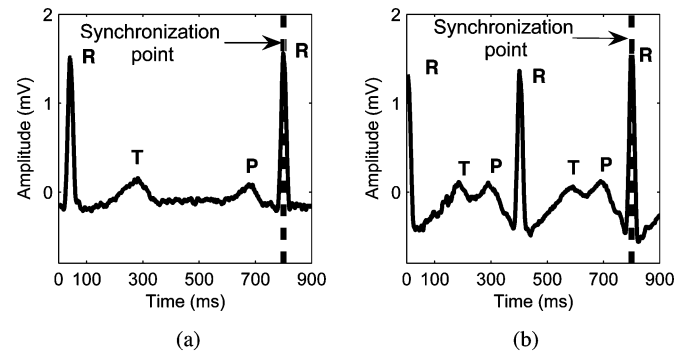 2
Synchronization
point
R
R
1
T
P
0
Amplitude (mV)
0 100 300 500 700 900
Time (ms)
(a)
2
Synchronization
point
R
R
R
1
T
P
T
P
0
Amplitude (mV)
0 100 300 500 700 900
Time (ms)
(b)